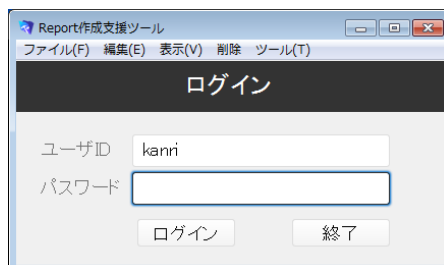 Report作成支援ツール
ファイル(F) 編集(E) 表示(V) 削除 ツール(T)
ログイン
ユーザID kanri
パスワード
ログイン 終了